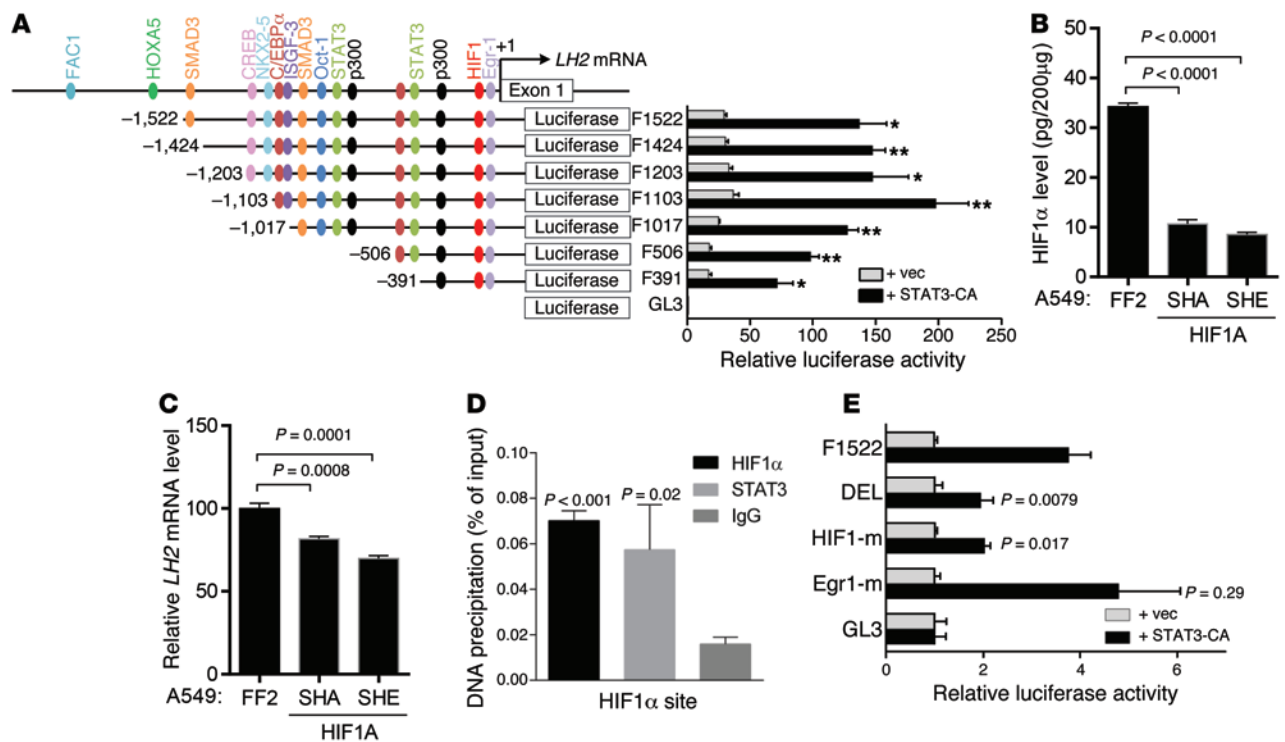 A
FAC1
HOXA5
SMAD3
CREB
NKX2-5
C/EBPα
ISGF-3
SMAD3
Oct-1
STAT3
p300
STAT3
p300
HIF1
Egr-1
+1
LH2 mRNA
Exon 1
−1,522 Luciferase F1522 *
−1,424 Luciferase F1424 **
−1,203 Luciferase F1203 *
−1,103 Luciferase F1103 **
−1,017 Luciferase F1017 **
−506 Luciferase F506 **
−391 Luciferase F391 *
Luciferase GL3
+ vec
+ STAT3-CA
0 50 100 150 200 250
Relative luciferase activity
B
HIF1α level (pg/200μg)
50
40
30
20
10
0
P < 0.0001
P < 0.0001
A549: FF2 SHA SHE
HIF1A
C
Relative LH2 mRNA level
150
100
50
0
P = 0.0001
P = 0.0008
A549: FF2 SHA SHE
HIF1A
D
DNA precipitation (% of input)
0.10
0.08
0.06
0.04
0.02
0
P < 0.001
P = 0.02
HIF1α
STAT3
IgG
HIF1α site
E
F1522
DEL P = 0.0079
HIF1-m P = 0.017
Egr1-m P = 0.29
GL3
+ vec
+ STAT3-CA
0 2 4 6
Relative luciferase activity